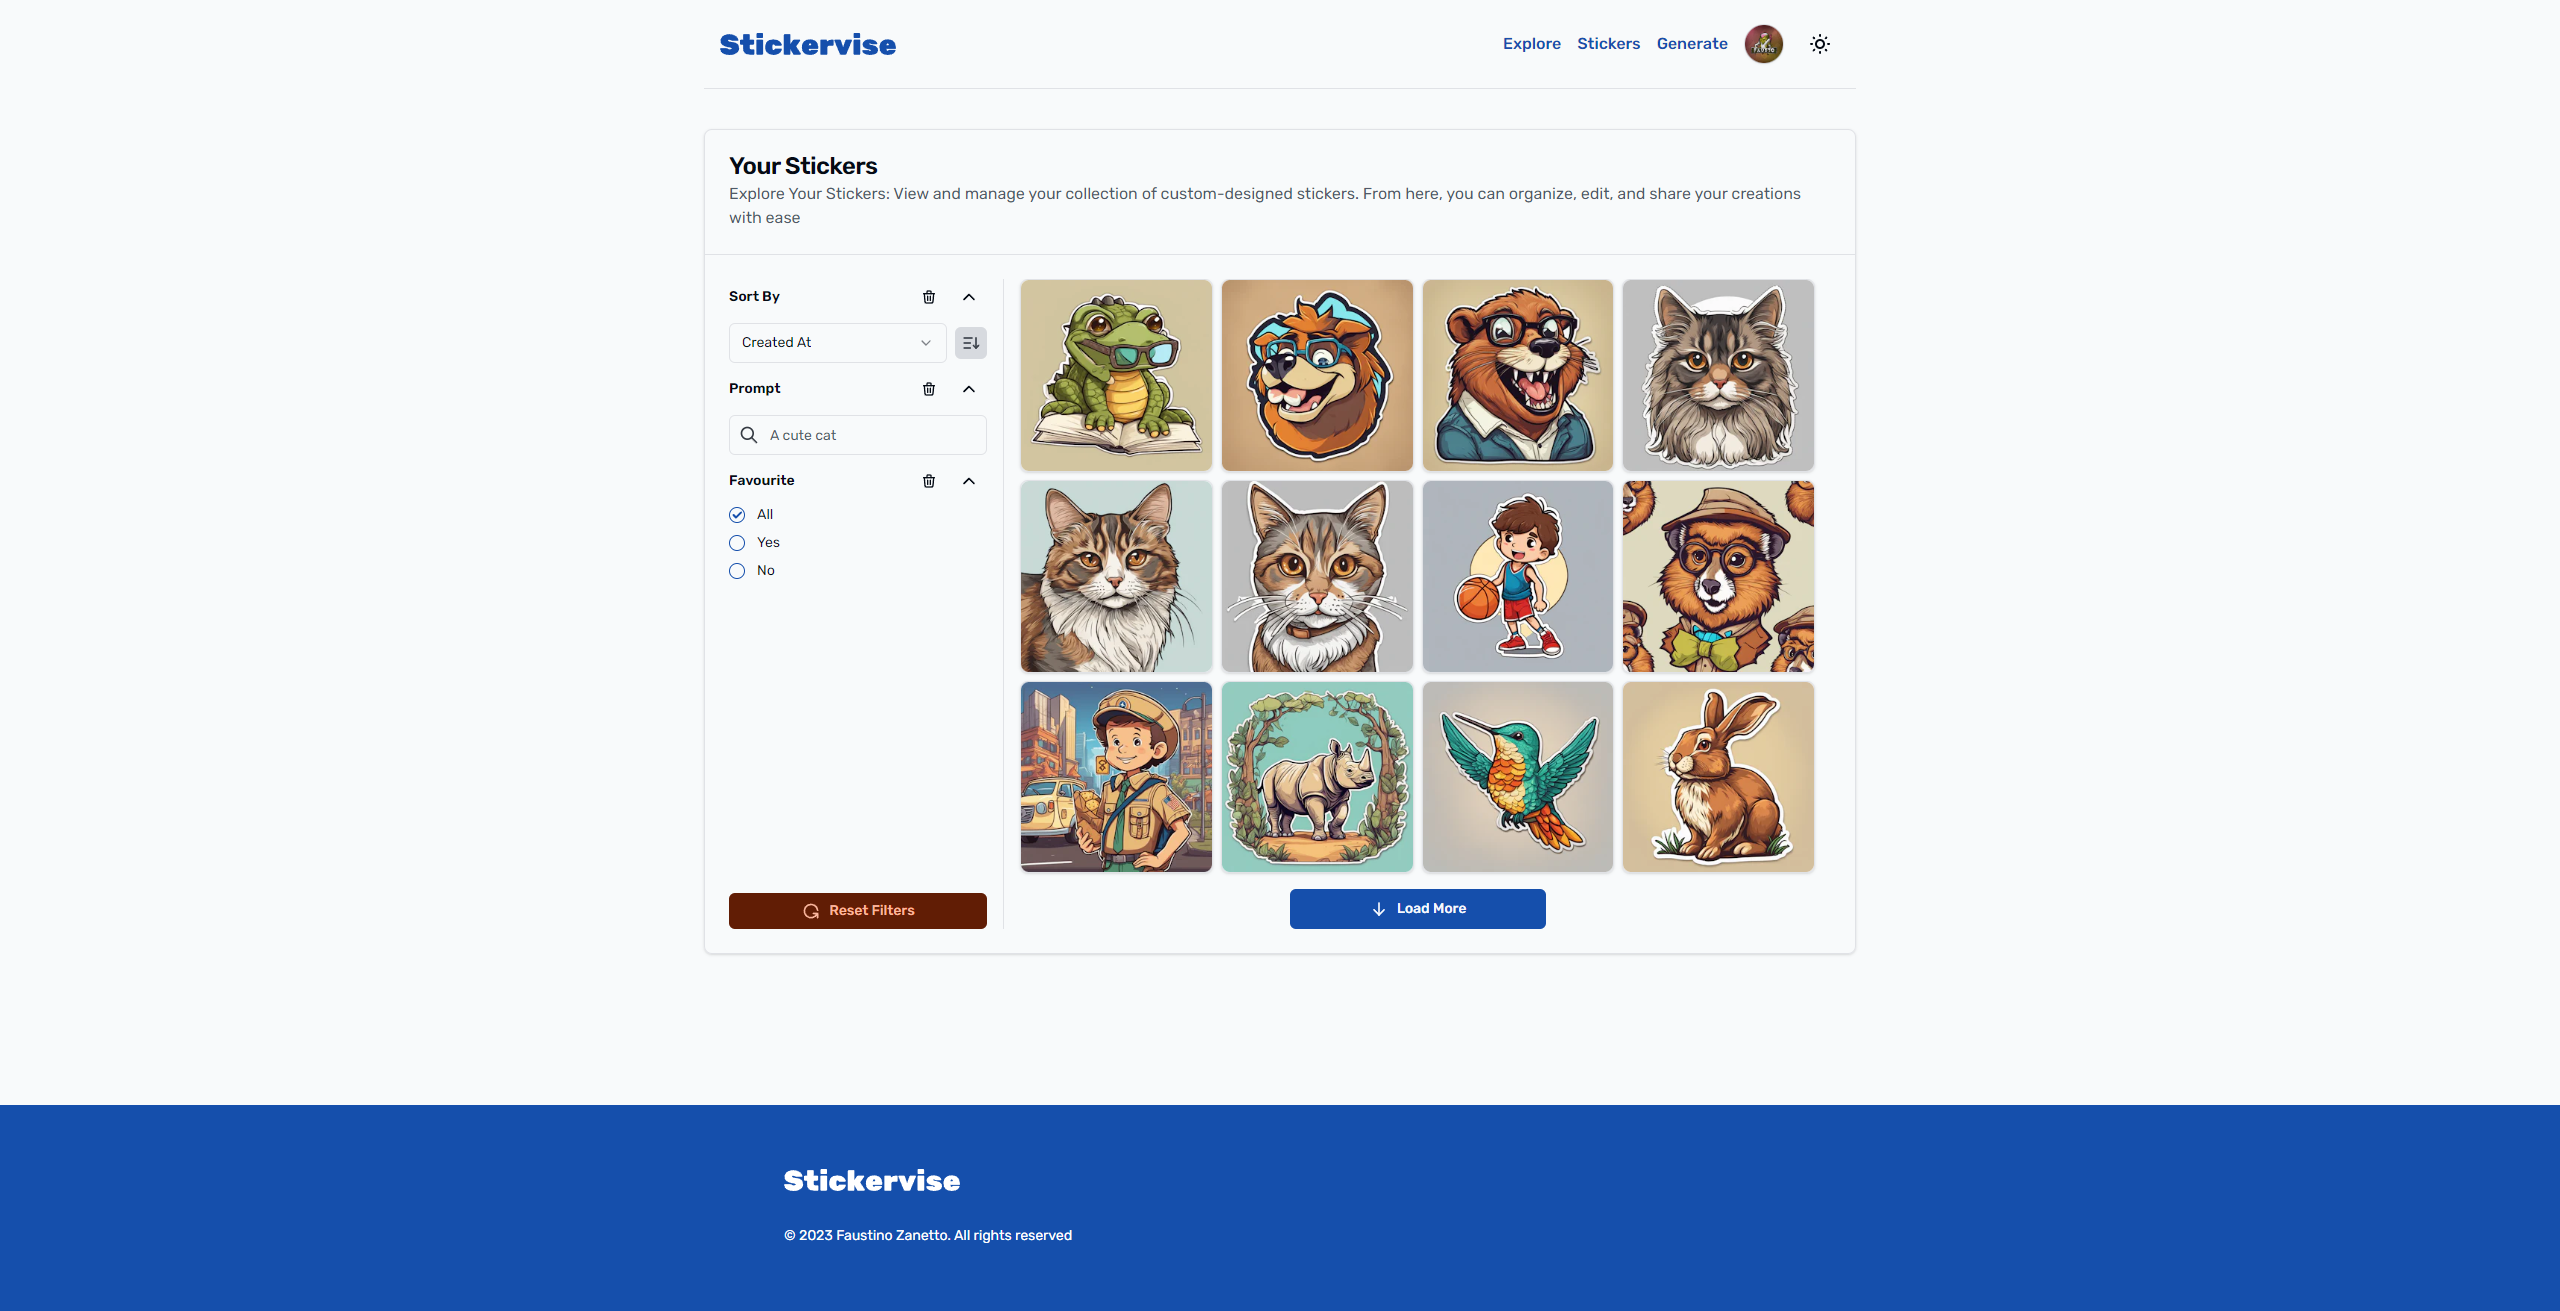 Stickervise
Explore Stickers Generate
Your Stickers
Explore Your Stickers: View and manage your collection of custom-designed stickers. From here, you can organize, edit, and share your creations
with ease
Sort By
Created At
Prompt
A cute cat
Favourite
All
Yes
No
Reset Filters
Load More
Stickervise
© 2023 Faustino Zanetto. All rights reserved